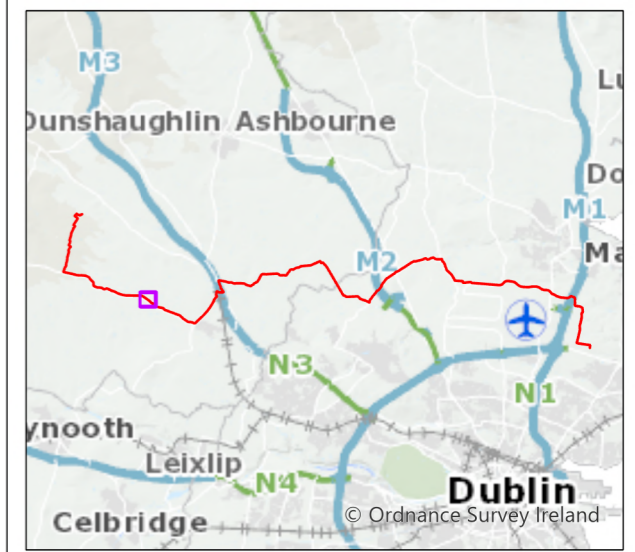 M3
Lu
Dunshaughlin Ashbourne
Do
M1
M2
Ma
N3
N1
ynooth
Leixlip
N4
Dublin
Celbridge
© Ordnance Survey Ireland